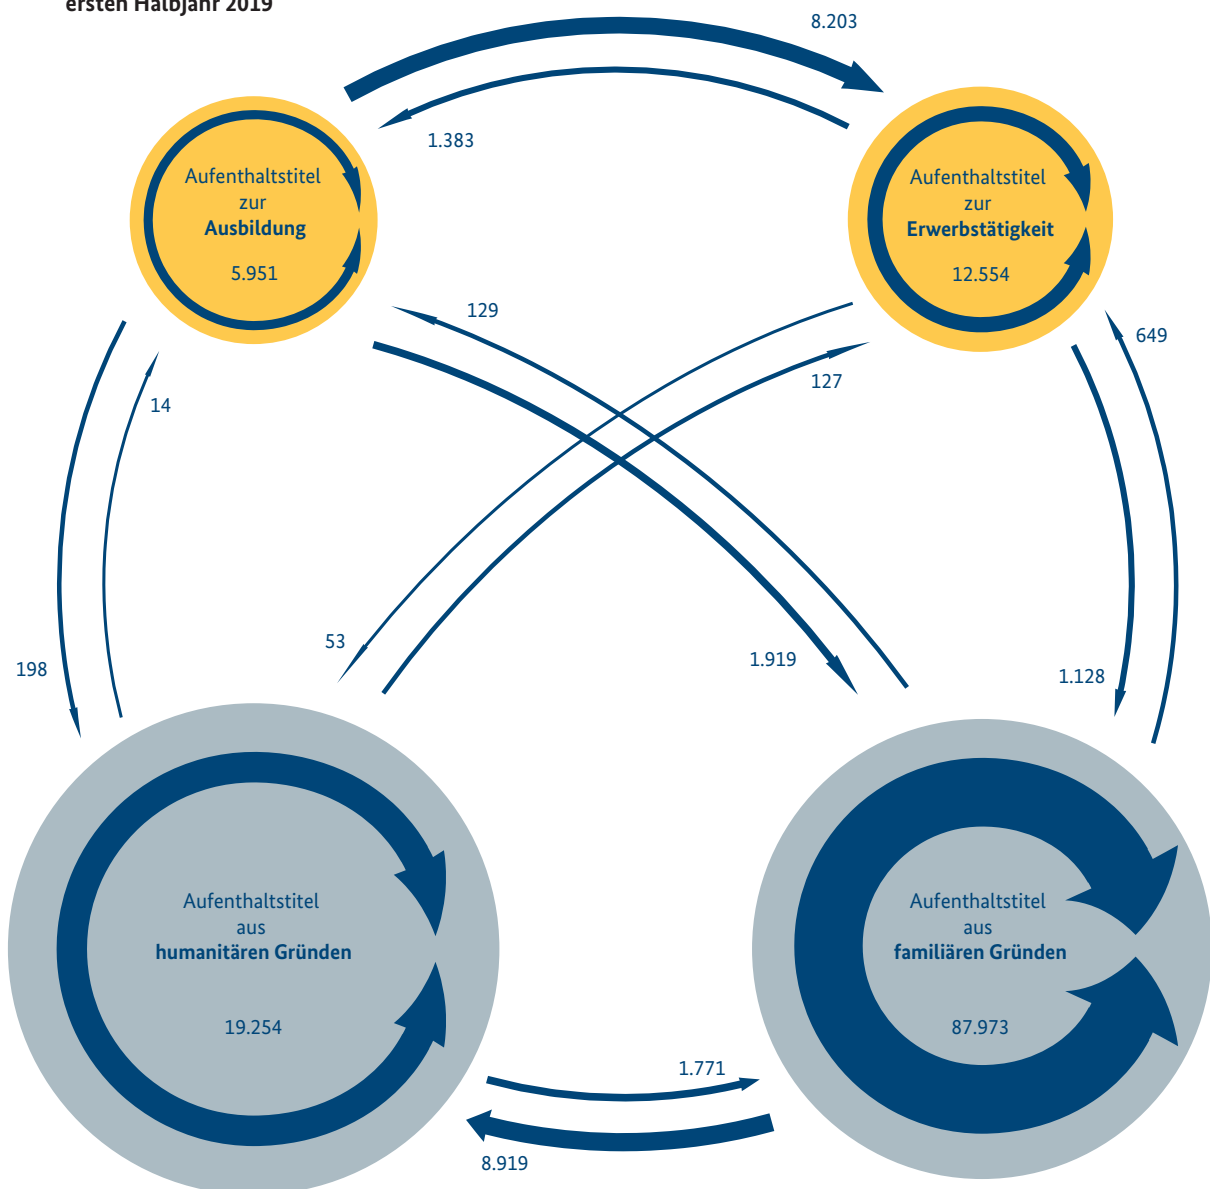 ersten Halbjahr 2019
8.203
1.383
Aufenthaltstitel
zur
Ausbildung
5.951
Aufenthaltstitel
zur
Erwerbstätigkeit
12.554
129
127
649
14
53
198
1.919
1.128
Aufenthaltstitel
aus
humanitären Gründen
19.254
Aufenthaltstitel
aus
familiären Gründen
87.973
1.771
8.919